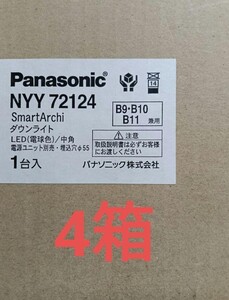 Panasonic
NYY 72124
SmartArchi
ダウンライト
LED(電球色)/中角
電源ユニット別売・埋込穴φ55
1台入
B9・B10
B11 兼用
注意
取扱説明書は必ずお客様
にお渡しください
パナソニック株式会社
4箱